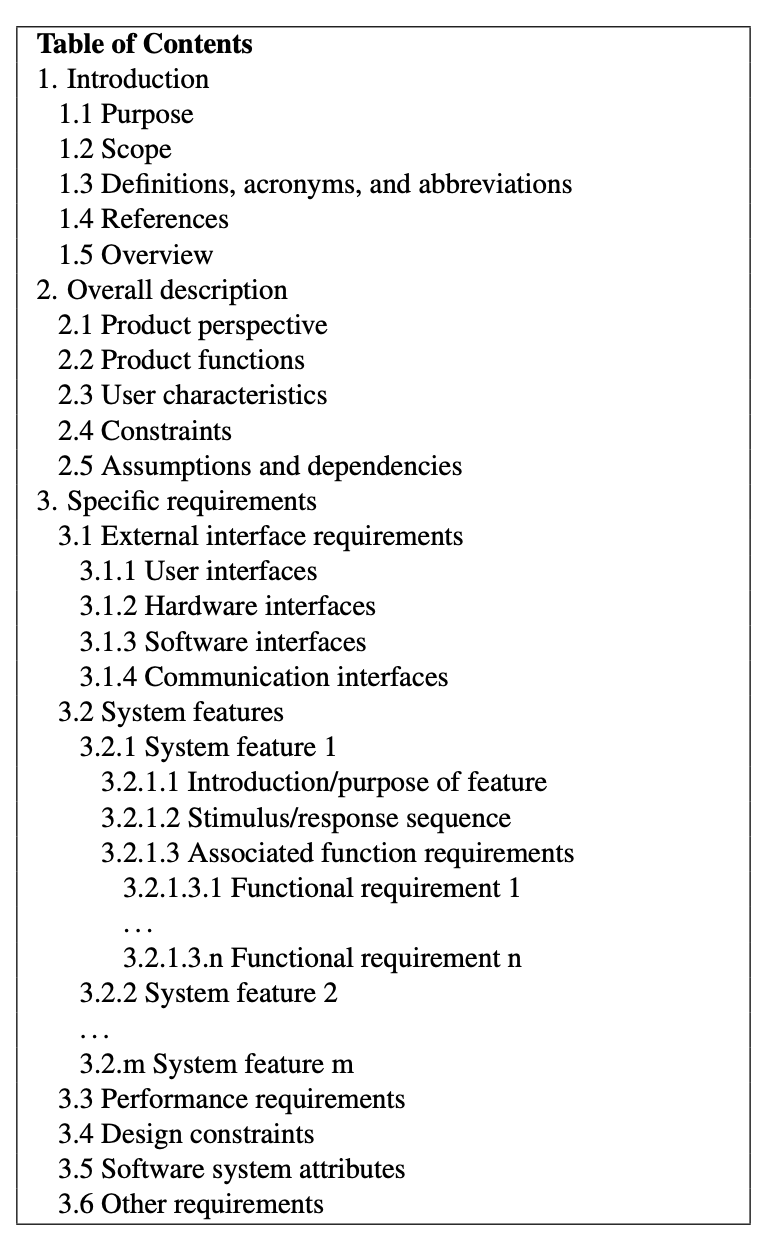 Table of Contents
1. Introduction
1.1 Purpose
1.2 Scope
1.3 Definitions, acronyms, and abbreviations
1.4 References
1.5 Overview
2. Overall description
2.1 Product perspective
2.2 Product functions
2.3 User characteristics
2.4 Constraints
2.5 Assumptions and dependencies
3. Specific requirements
3.1 External interface requirements
3.1.1 User interfaces
3.1.2 Hardware interfaces
3.1.3 Software interfaces
3.1.4 Communication interfaces
3.2 System features
3.2.1 System feature 1
3.2.1.1 Introduction/purpose of feature
3.2.1.2 Stimulus/response sequence
3.2.1.3 Associated function requirements
3.2.1.3.1 Functional requirement 1
. . .
3.2.1.3.n Functional requirement n
3.2.2 System feature 2
. . .
3.2.m System feature m
3.3 Performance requirements
3.4 Design constraints
3.5 Software system attributes
3.6 Other requirements